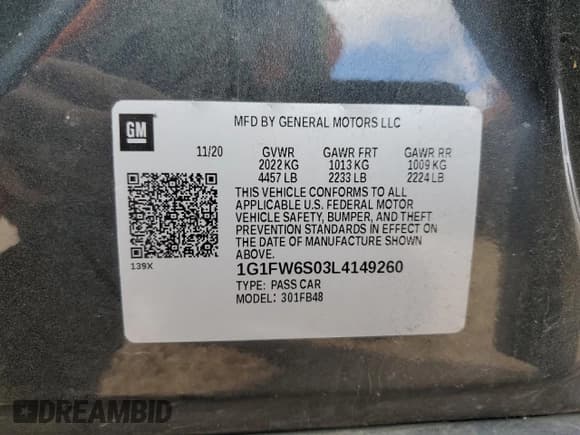 GM
MFD BY GENERAL MOTORS LLC
11/20 GVWR GAWR FRT GAWR RR
2022 KG 1013 KG 1009 KG
4457 LB 2233 LB 2224 LB
THIS VEHICLE CONFORMS TO ALL
APPLICABLE U.S. FEDERAL MOTOR
VEHICLE SAFETY, BUMPER, AND THEFT
PREVENTION STANDARDS IN EFFECT ON
THE DATE OF MANUFACTURE SHOWN
ABOVE.
139X
1G1FW6S03L4149260
TYPE: PASS CAR
MODEL: 301FB48
DREAMBID